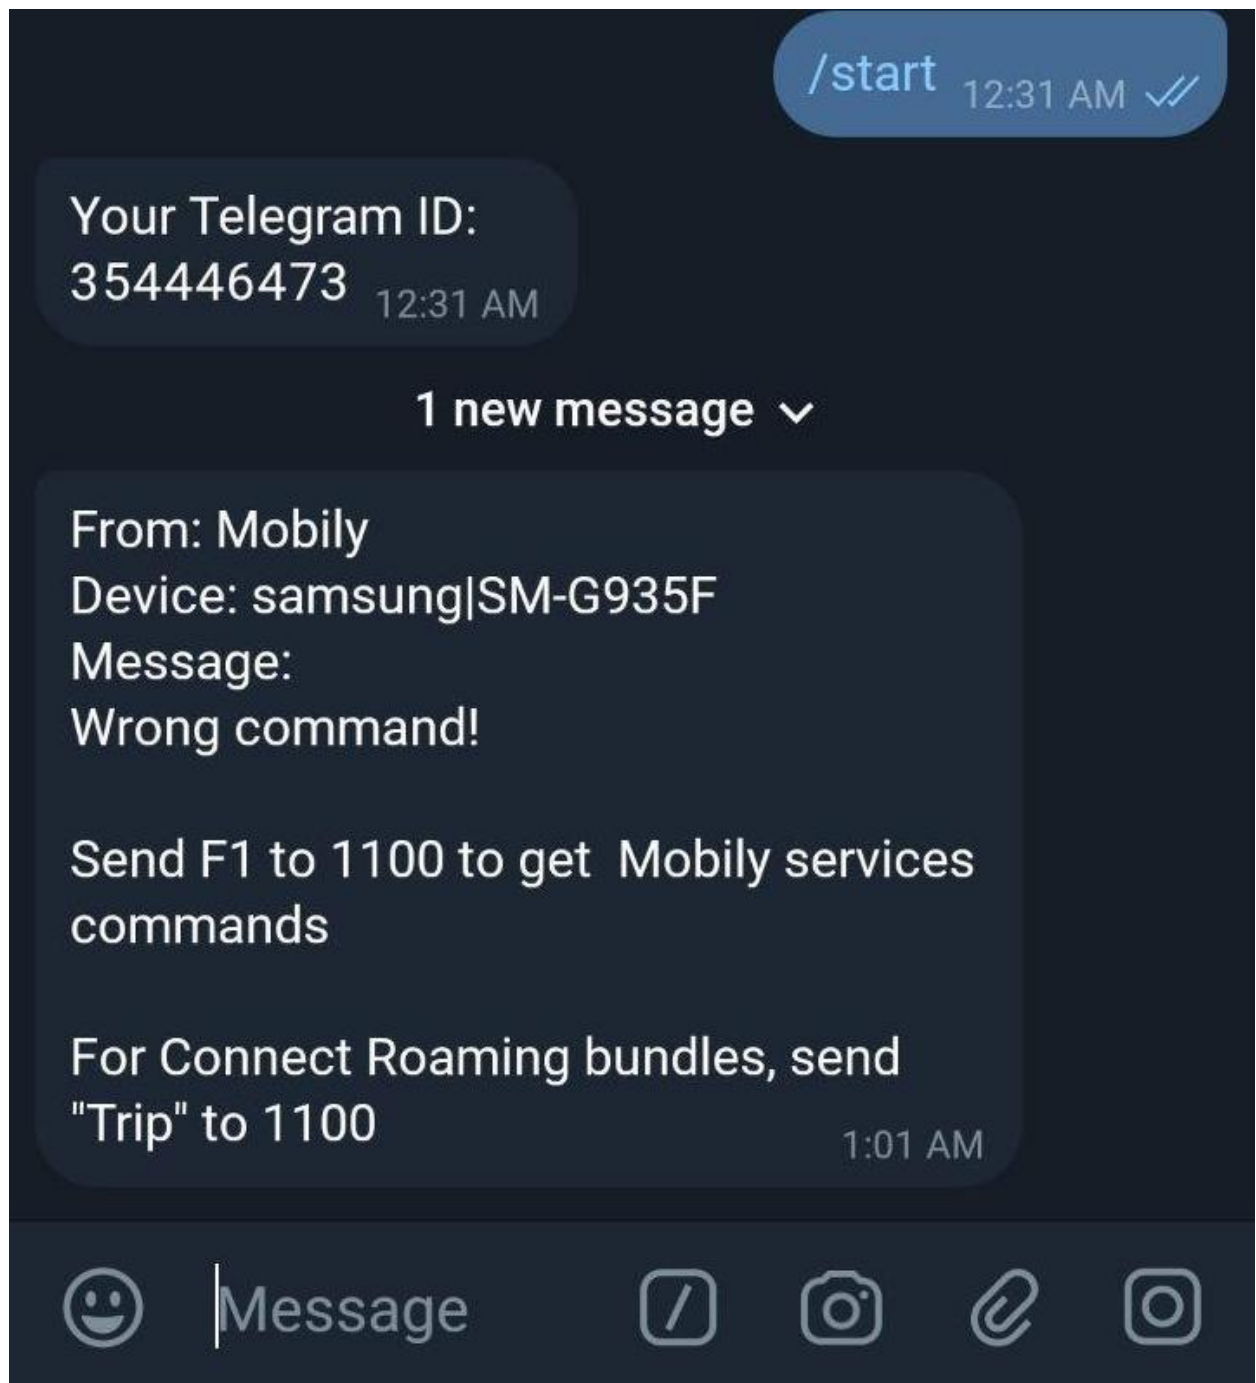 /start 12:31 AM
Your Telegram ID:
354446473 12:31 AM
1 new message
From: Mobily
Device: samsung|SM-G935F
Message:
Wrong command!
Send F1 to 1100 to get  Mobily services
commands
For Connect Roaming bundles, send
"Trip" to 1100
1:01 AM
Message